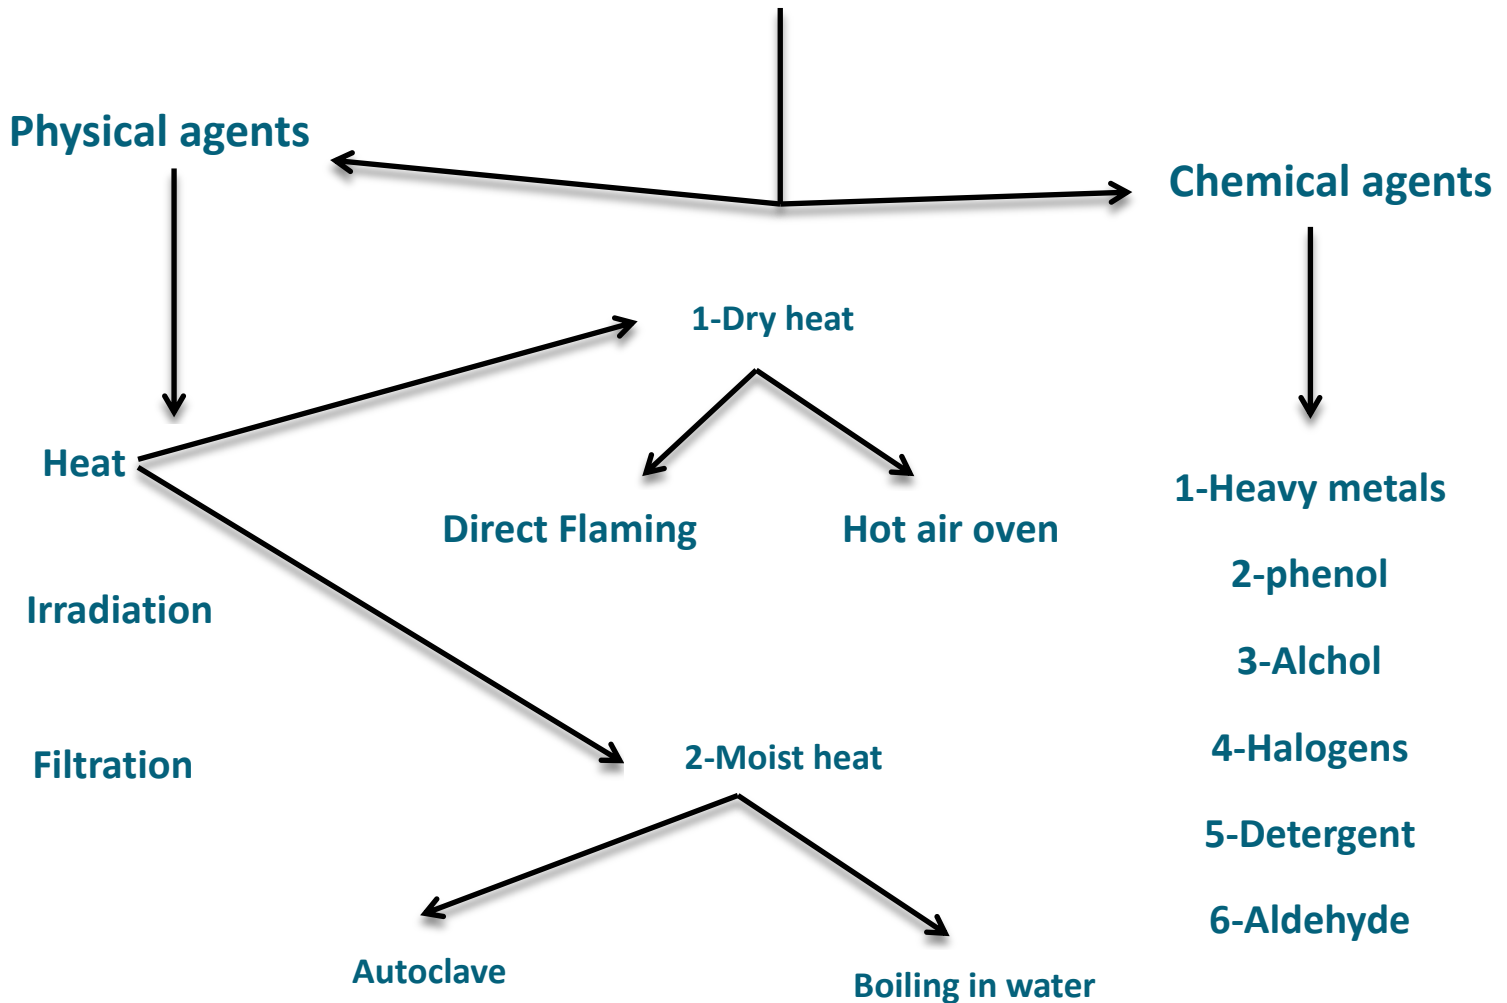 Physical agents
Chemical agents
1-Dry heat
Heat
Direct Flaming
Hot air oven
Irradiation
Filtration
2-Moist heat
Autoclave
Boiling in water
1-Heavy metals
2-phenol
3-Alchol
4-Halogens
5-Detergent
6-Aldehyde